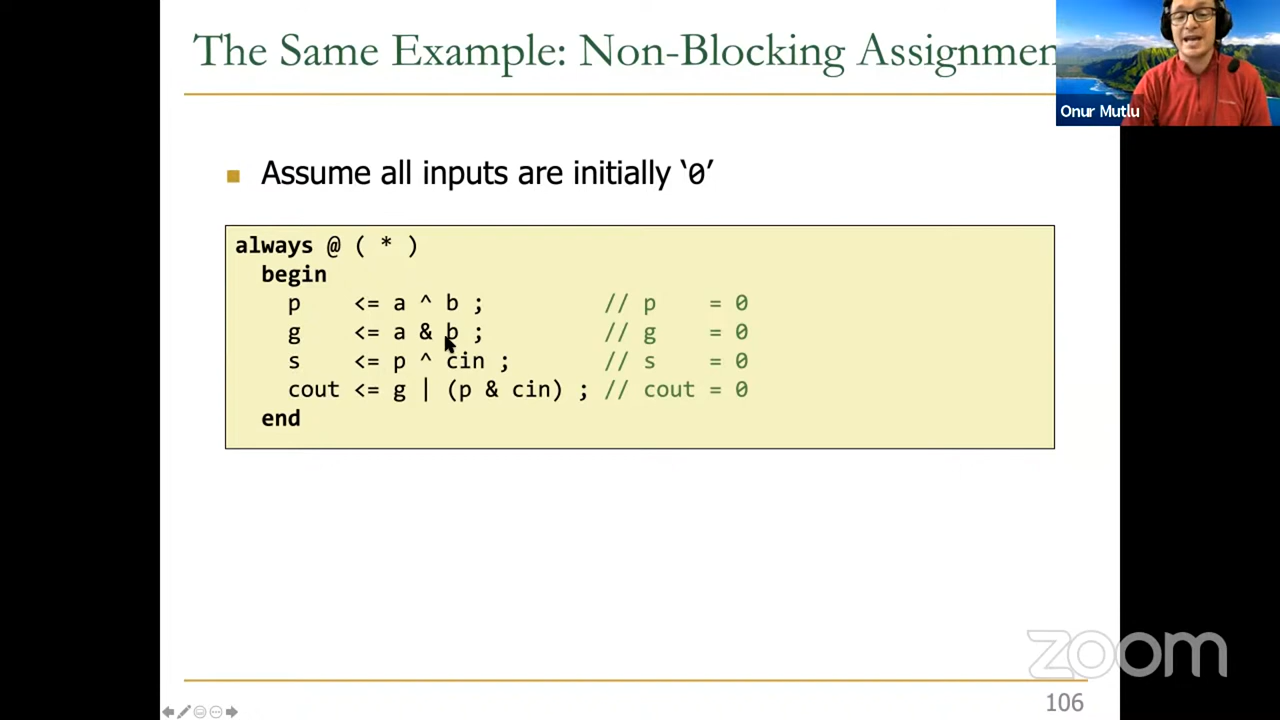 The Same Example: Non-Blocking Assignmen
Onur Mutlu
Assume all inputs are initially ‘0’
always @ ( * )
begin
p <= a ^ b ; // p = 0
g <= a & b ; // g = 0
s <= p ^ cin ; // s = 0
cout <= g | (p & cin) ; // cout = 0
end
zoom
106